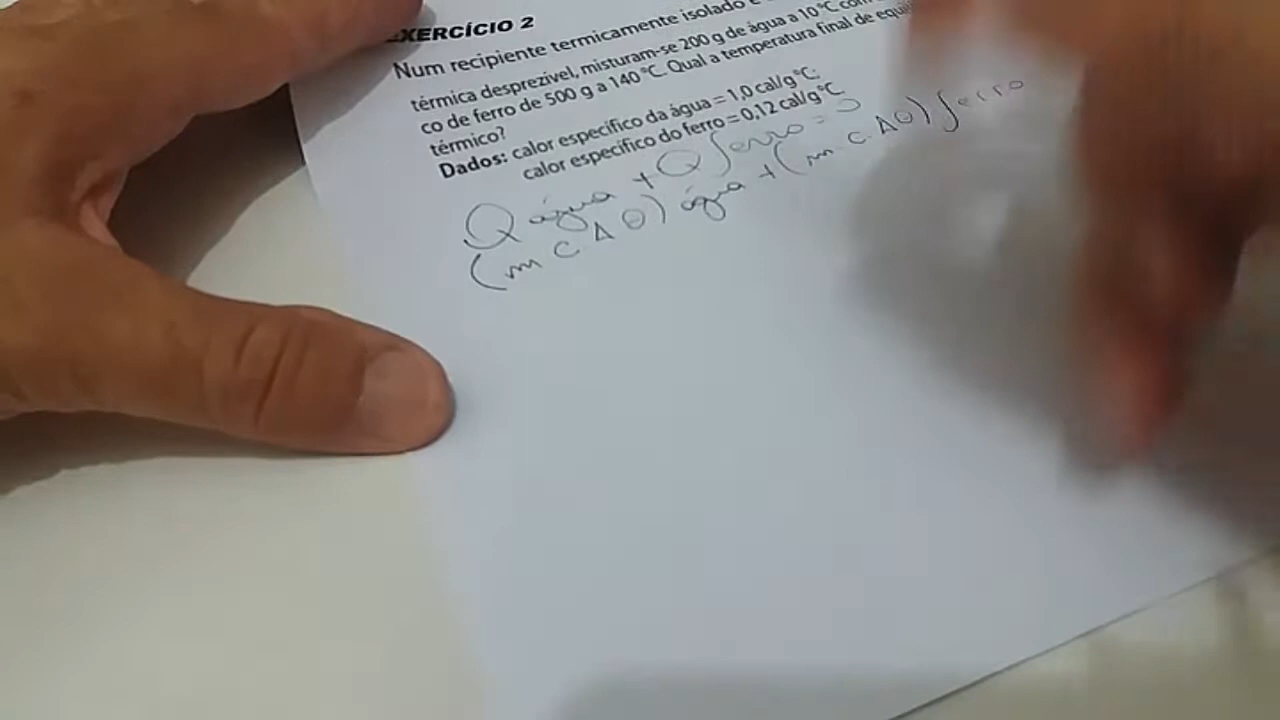 EXERCÍCIO 2
Num recipiente termicamente isolado e
térmica desprezível, misturam-se 200 g de água a 10 °C com
co de ferro de 500 g a 140 °C. Qual a temperatura final de equi
térmico?
Dados: calor específico da água = 1,0 cal/g °C;
calor específico do ferro = 0,12 cal/g °C
Q água + Q ferro = 0
(m c Δθ) água + (m c Δθ) ferro